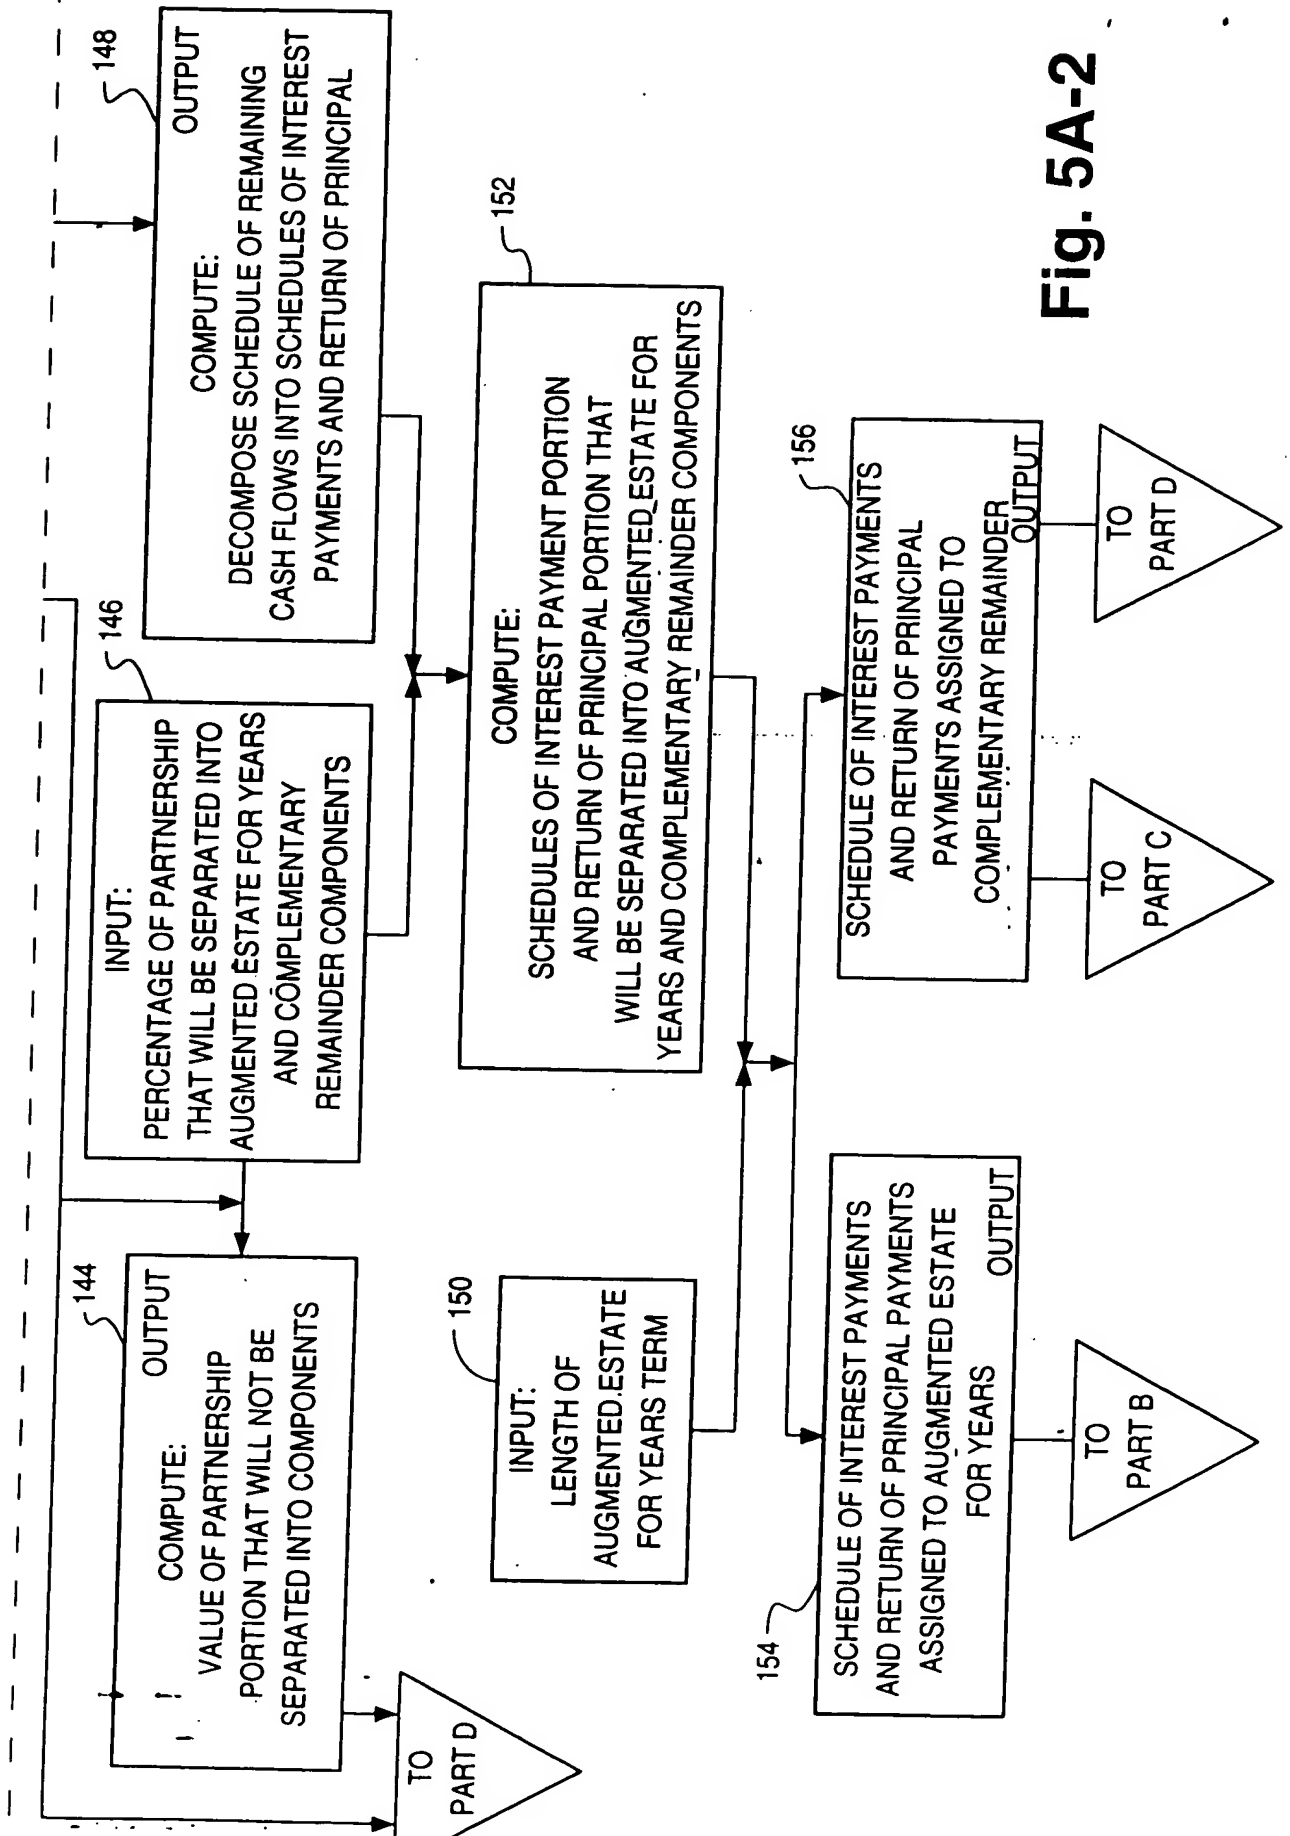 144
OUTPUT
COMPUTE:
VALUE OF PARTNERSHIP
PORTION THAT WILL NOT BE
SEPARATED INTO COMPONENTS
146
INPUT:
PERCENTAGE OF PARTNERSHIP
THAT WILL BE SEPARATED INTO
AUGMENTED ESTATE FOR YEARS
AND COMPLEMENTARY
REMAINDER COMPONENTS
148
OUTPUT
COMPUTE:
DECOMPOSE SCHEDULE OF REMAINING
CASH FLOWS INTO SCHEDULES OF INTEREST
PAYMENTS AND RETURN OF PRINCIPAL
TO
PART D
150
INPUT:
LENGTH OF
AUGMENTED ESTATE
FOR YEARS TERM
152
COMPUTE:
SCHEDULES OF INTEREST PAYMENT PORTION
AND RETURN OF PRINCIPAL PORTION THAT
WILL BE SEPARATED INTO AUGMENTED ESTATE FOR
YEARS AND COMPLEMENTARY REMAINDER COMPONENTS
154
SCHEDULE OF INTEREST PAYMENTS
AND RETURN OF PRINCIPAL PAYMENTS
ASSIGNED TO AUGMENTED ESTATE
FOR YEARS
OUTPUT
156
SCHEDULE OF INTEREST PAYMENTS
AND RETURN OF PRINCIPAL
PAYMENTS ASSIGNED TO
COMPLEMENTARY REMAINDER
OUTPUT
TO
PART B
TO
PART C
TO
PART D
Fig. 5A-2